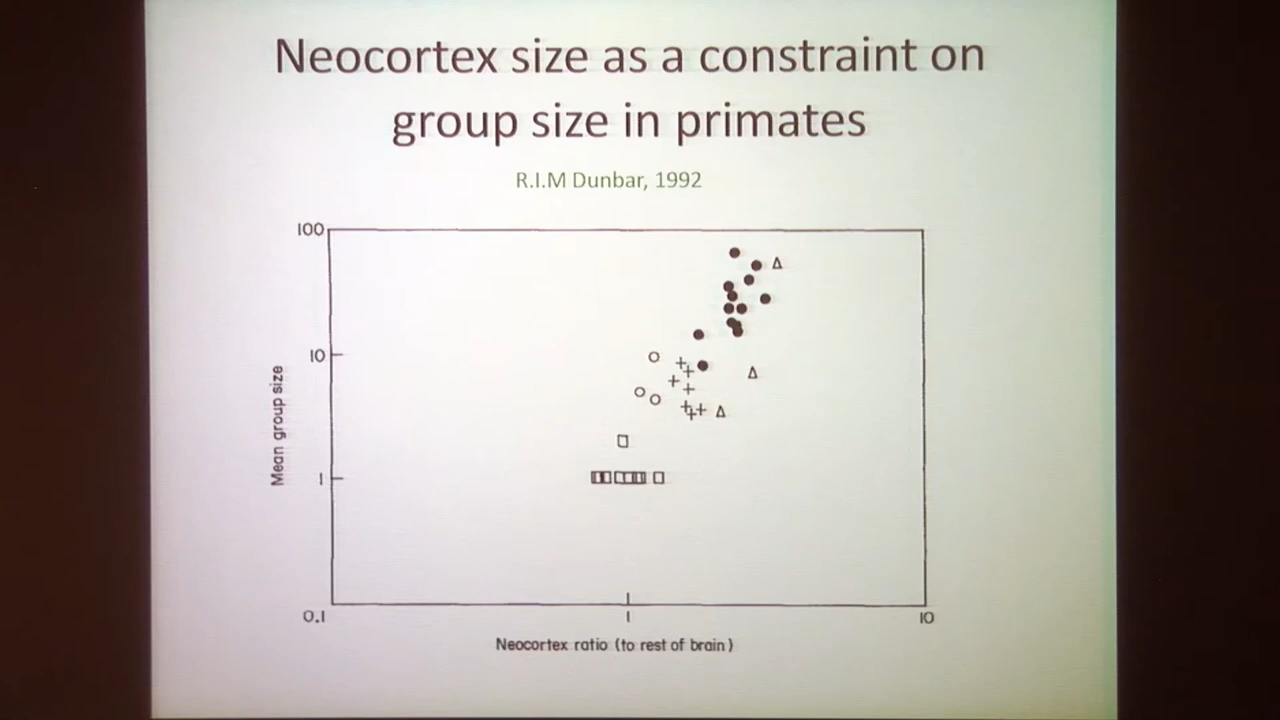 Neocortex size as a constraint on
group size in primates
R.I.M Dunbar, 1992
100
10
1
0.1
Mean group size
1
10
Neocortex ratio (to rest of brain)